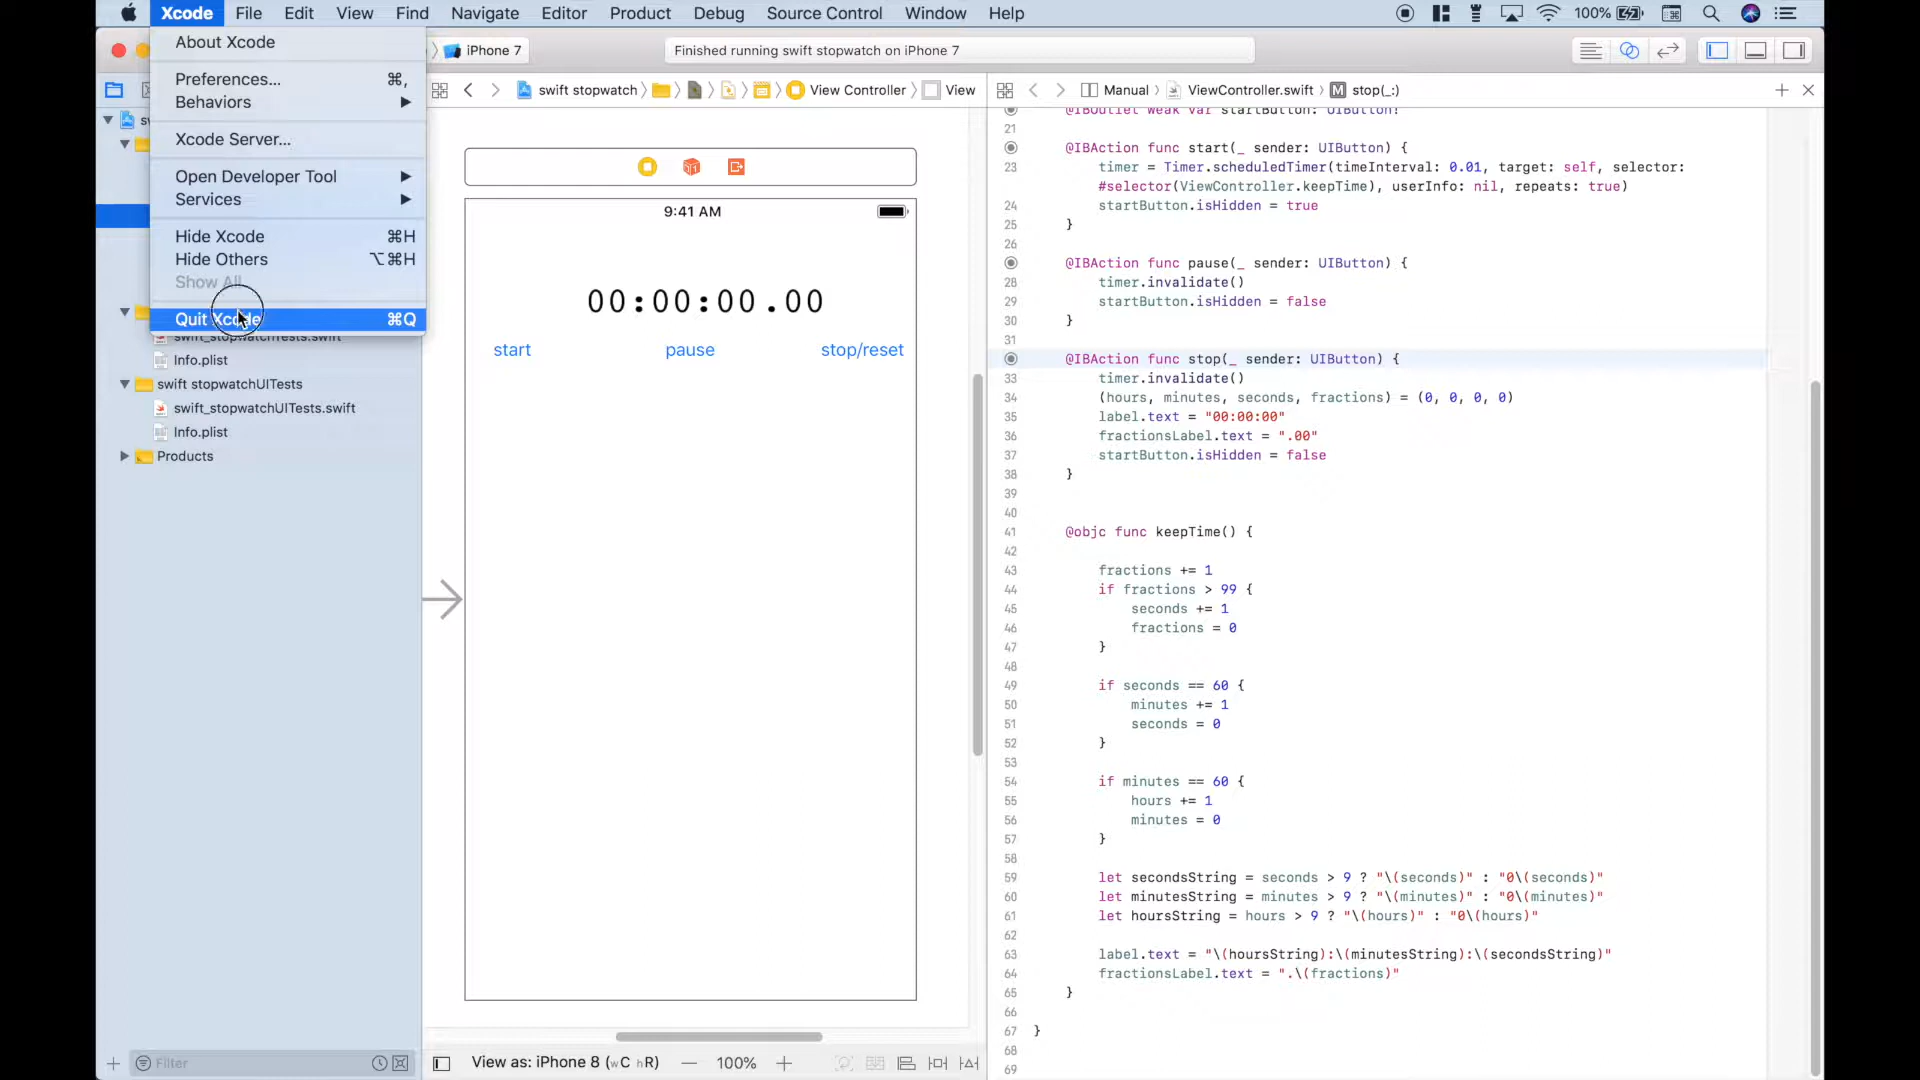 Xcode File Edit View Find Navigate Editor Product Debug Source Control Window Help 100%
iPhone 7
Finished running swift stopwatch on iPhone 7
About Xcode
Preferences... ⌘,
Behaviors
Xcode Server...
Open Developer Tool
Services
Hide Xcode ⌘H
Hide Others ⌥⌘H
Show All
Quit Xcode ⌘Q
swift_stopwatchTests.swift
Info.plist
swift stopwatchUITests
swift_stopwatchUITests.swift
Info.plist
Products
Filter
swift stopwatch View Controller View
9:41 AM
00:00:00.00
start pause stop/reset
View as: iPhone 8 (wC hR) — 100% +
Manual ViewController.swift M stop(_:)
@IBOutlet weak var startButton: UIButton!
21
@IBAction func start(_ sender: UIButton) {
23 timer = Timer.scheduledTimer(timeInterval: 0.01, target: self, selector:
#selector(ViewController.keepTime), userInfo: nil, repeats: true)
24 startButton.isHidden = true
25 }
26
@IBAction func pause(_ sender: UIButton) {
28 timer.invalidate()
29 startButton.isHidden = false
30 }
31
@IBAction func stop(_ sender: UIButton) {
33 timer.invalidate()
34 (hours, minutes, seconds, fractions) = (0, 0, 0, 0)
35 label.text = "00:00:00"
36 fractionsLabel.text = ".00"
37 startButton.isHidden = false
38 }
39
40
41 @objc func keepTime() {
42
43 fractions += 1
44 if fractions > 99 {
45 seconds += 1
46 fractions = 0
47 }
48
49 if seconds == 60 {
50 minutes += 1
51 seconds = 0
52 }
53
54 if minutes == 60 {
55 hours += 1
56 minutes = 0
57 }
58
59 let secondsString = seconds > 9 ? "\(seconds)" : "0\(seconds)"
60 let minutesString = minutes > 9 ? "\(minutes)" : "0\(minutes)"
61 let hoursString = hours > 9 ? "\(hours)" : "0\(hours)"
62
63 label.text = "\(hoursString):\(minutesString):\(secondsString)"
64 fractionsLabel.text = ".\(fractions)"
65 }
66
67 }
68
69